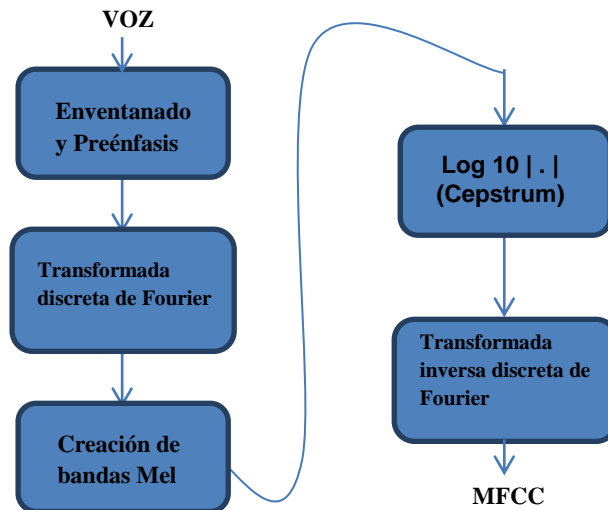 VOZ
Enventanado
y Preénfasis
Transformada
discreta de Fourier
Creación de
bandas Mel
Log 10 | . |
(Cepstrum)
Transformada
inversa discreta de
Fourier
MFCC